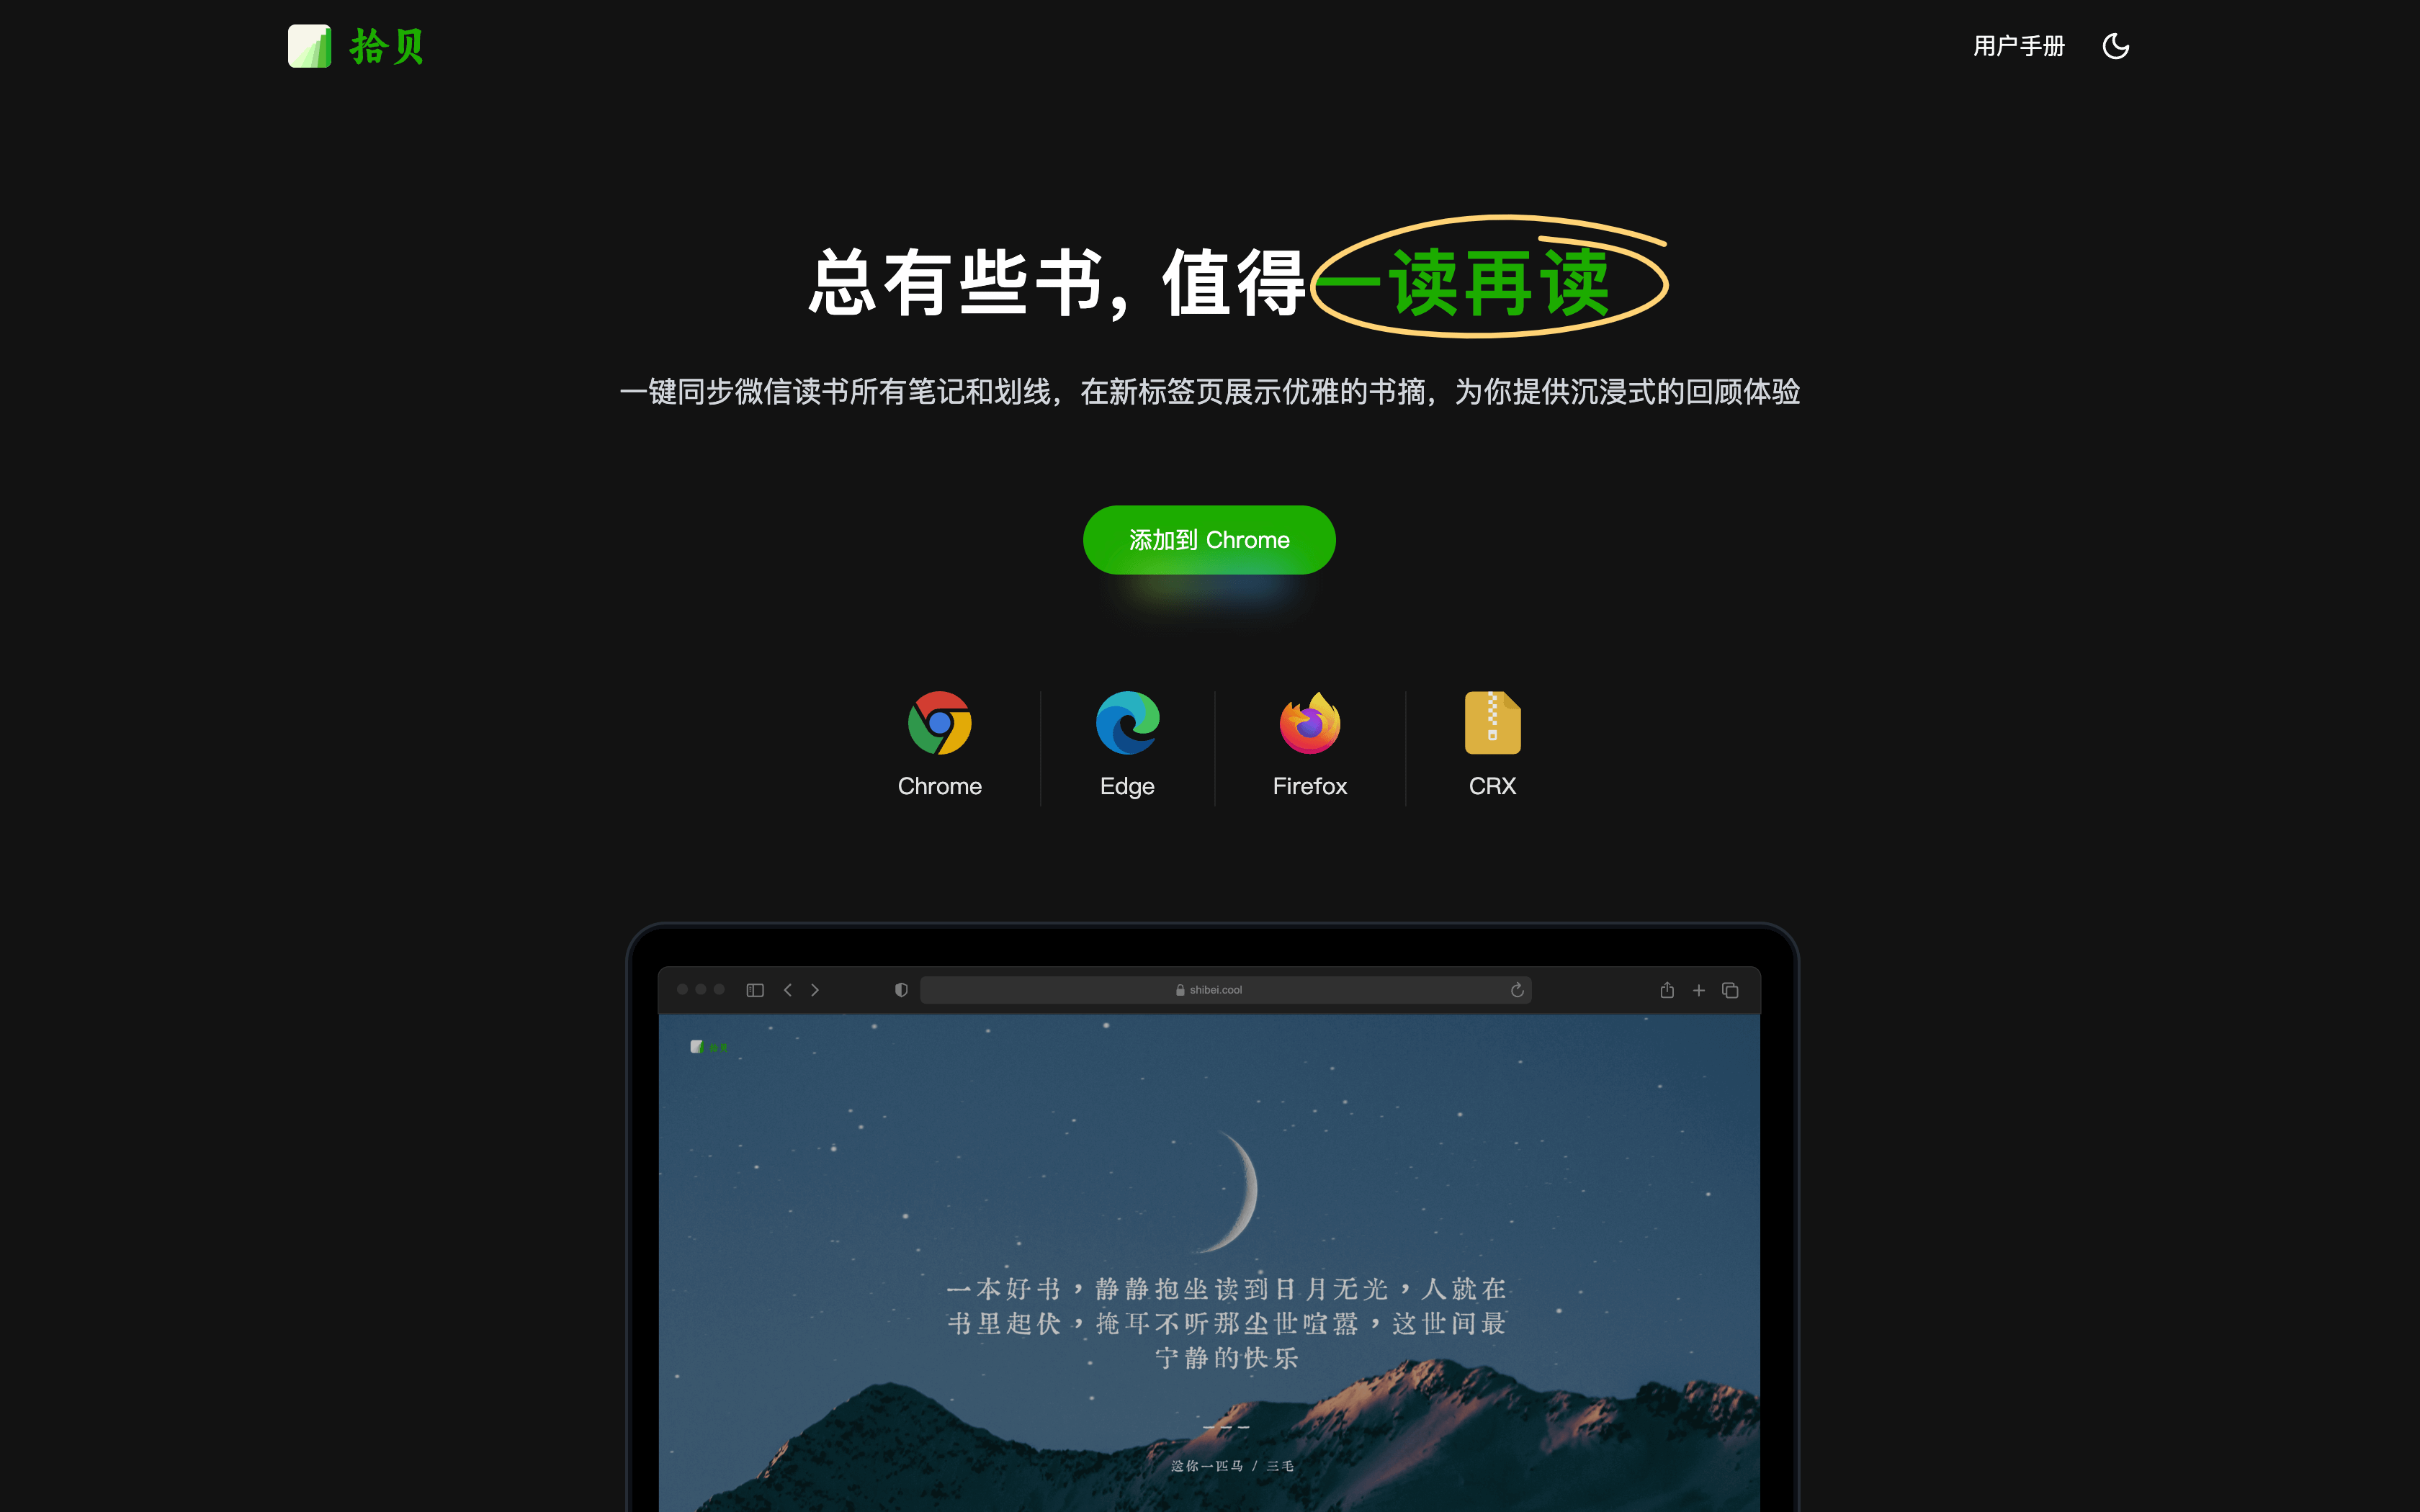 拾贝
用户手册
总有些书，值得一读再读
一键同步微信读书所有笔记和划线，在新标签页展示优雅的书摘，为你提供沉浸式的回顾体验
添加到 Chrome
Chrome
Edge
Firefox
CRX
shibei.cool
拾贝
一本好书，静静抱坐读到日月无光，人就在
书里起伏，掩耳不听那尘世喧嚣，这世间最
宁静的快乐
———
送你一匹马 / 三毛